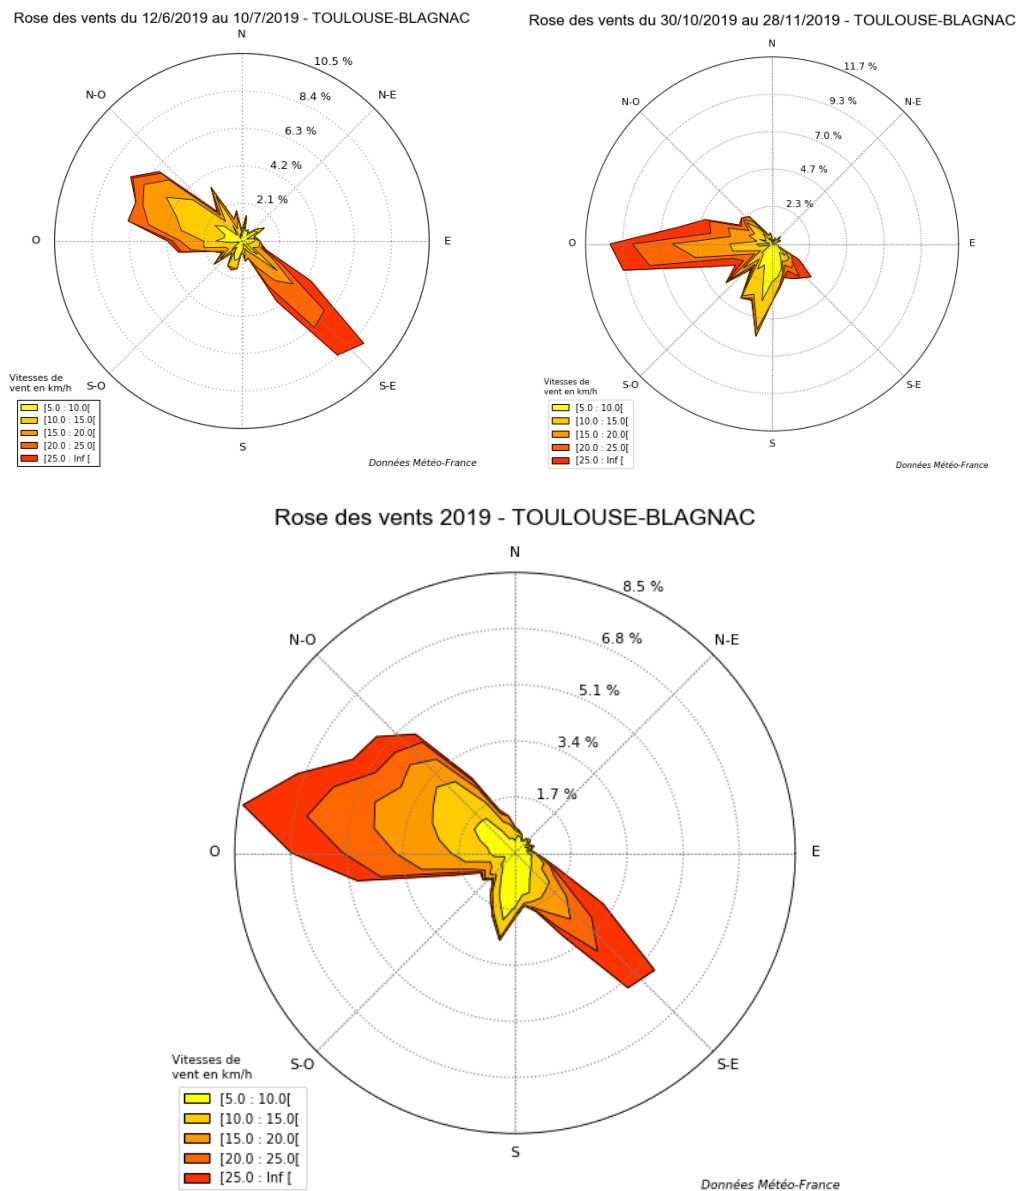 Rose des vents du 12/6/2019 au 10/7/2019 - TOULOUSE-BLAGNAC
N
10.5 %
8.4 %
N-O
N-E
6.3 %
4.2 %
2.1 %
O
E
S-O
S-E
S
Vitesses de
vent en km/h
[5.0 : 10.0[
[10.0 : 15.0[
[15.0 : 20.0[
[20.0 : 25.0[
[25.0 : Inf [
Données Météo-France
Rose des vents du 30/10/2019 au 28/11/2019 - TOULOUSE-BLAGNAC
N
11.7 %
9.3 %
N-O
N-E
7.0 %
4.7 %
2.3 %
O
E
S-O
S-E
S
Vitesses de
vent en km/h
[5.0 : 10.0[
[10.0 : 15.0[
[15.0 : 20.0[
[20.0 : 25.0[
[25.0 : Inf [
Données Météo-France
Rose des vents 2019 - TOULOUSE-BLAGNAC
N
8.5 %
N-O
6.8 %
N-E
5.1 %
3.4 %
1.7 %
O
E
S-O
S-E
S
Vitesses de
vent en km/h
[5.0 : 10.0[
[10.0 : 15.0[
[15.0 : 20.0[
[20.0 : 25.0[
[25.0 : Inf [
Données Météo-France